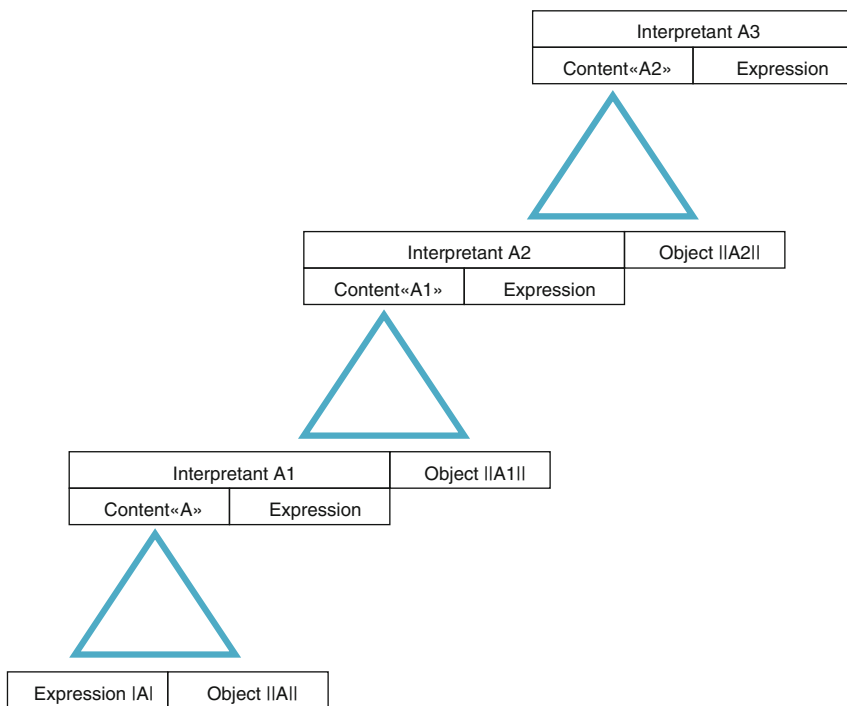 Interpretant A3
Content«A2» Expression
Interpretant A2 Object ||A2||
Content«A1» Expression
Interpretant A1 Object ||A1||
Content«A» Expression
Expression |A| Object ||A||